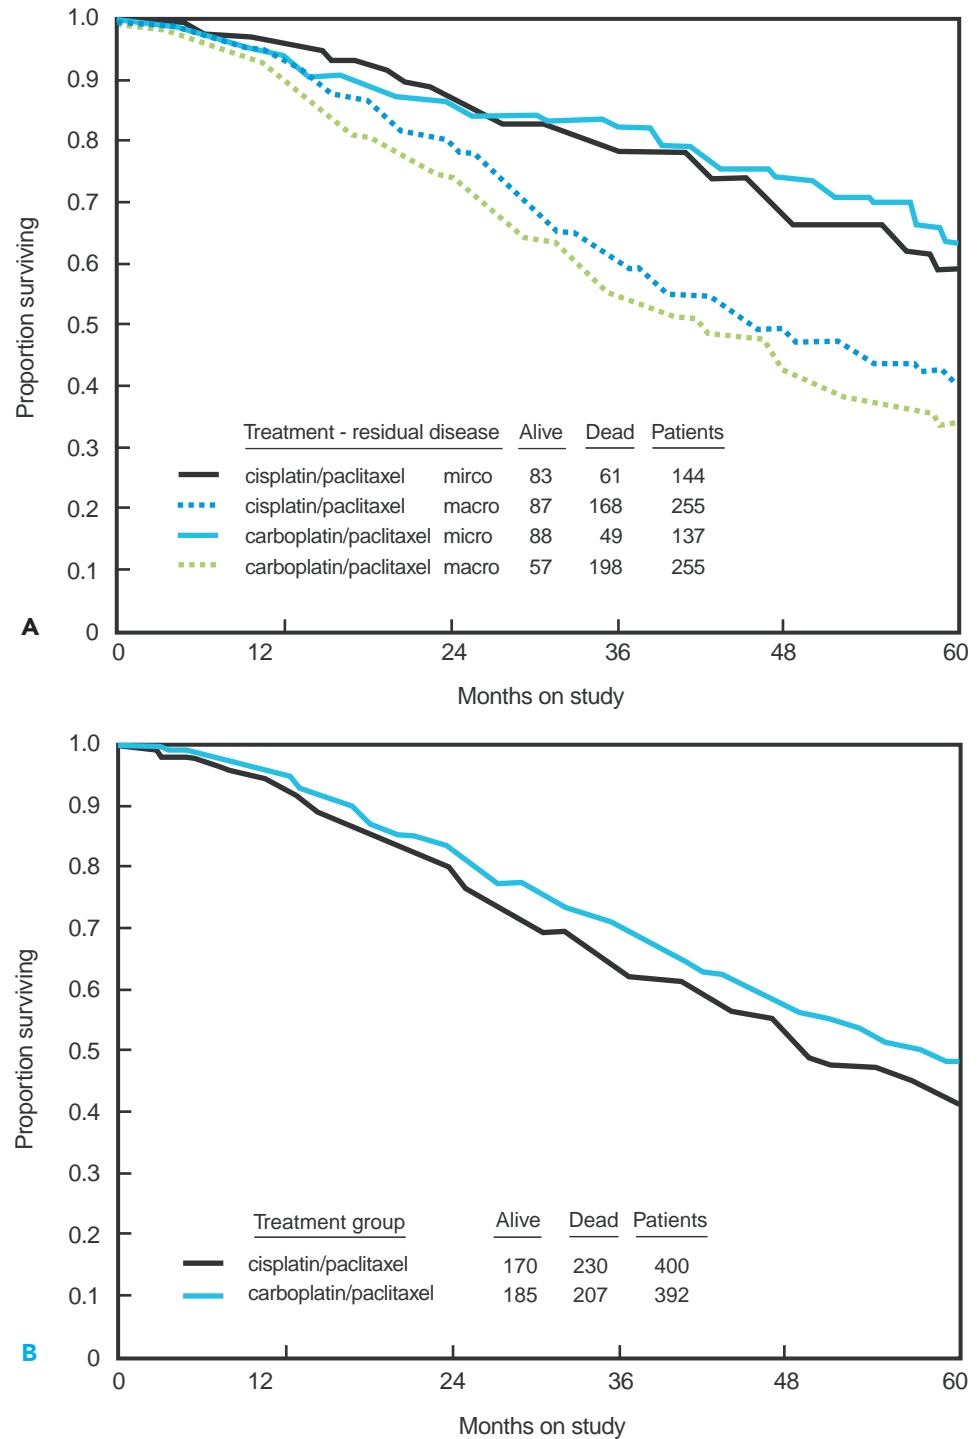 1.0
0.9
0.8
0.7
0.6
0.5
0.4
0.3
0.2
0.1
0
Proportion surviving
Treatment - residual disease Alive Dead Patients
cisplatin/paclitaxel mirco 83 61 144
cisplatin/paclitaxel macro 87 168 255
carboplatin/paclitaxel micro 88 49 137
carboplatin/paclitaxel macro 57 198 255
A
0 12 24 36 48 60
Months on study
1.0
0.9
0.8
0.7
0.6
0.5
0.4
0.3
0.2
0.1
0
Proportion surviving
Treatment group Alive Dead Patients
cisplatin/paclitaxel 170 230 400
carboplatin/paclitaxel 185 207 392
B
0 12 24 36 48 60
Months on study